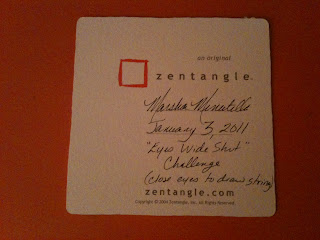 an original
zentangle®
Marsha
January 3, 2011
"Eyes Wide Shut"
Challenge
(close eyes to draw string)
zentangle.com
Copyright © 2004 Zentangle, Inc. All Rights Reserved.